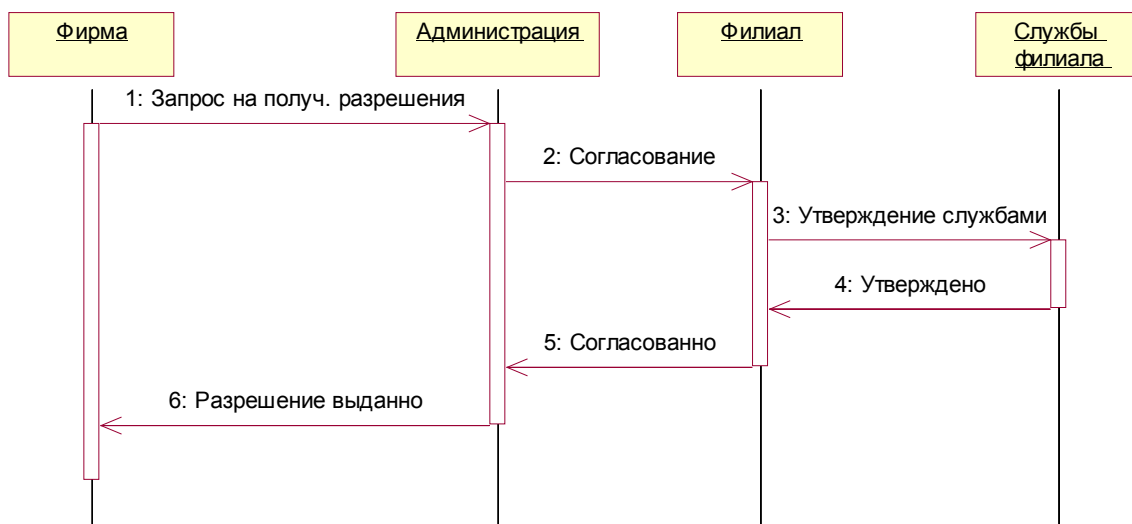 Фирма
Администрация
Филиал
Службы
филиала
1: Запрос на получ. разрешения
2: Согласование
3: Утверждение службами
4: Утверждено
5: Согласованно
6: Разрешение выданно